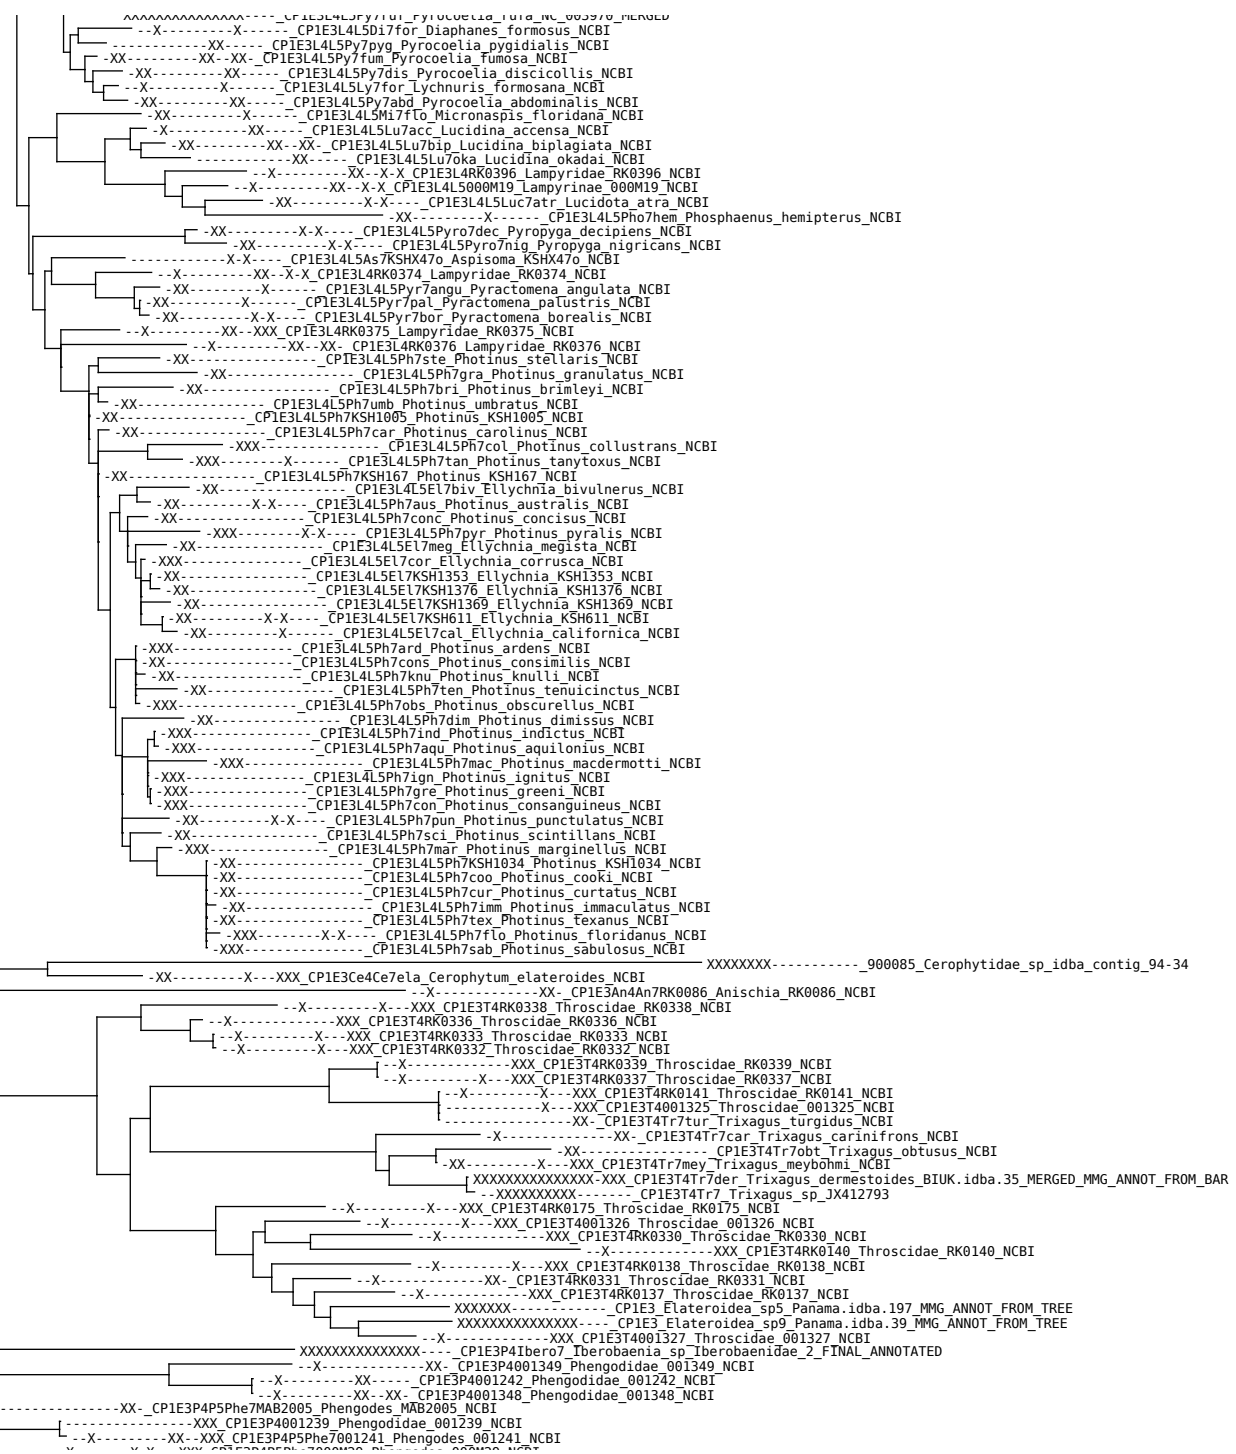 XXXXXXXXXXXXXXX----_CP1E3L4L5Py7ruf_Pyrocoelia_rufa_NC_003970_MERGED
--X---------X------_CP1E3L4L5Di7for_Diaphanes_formosus_NCBI
------------XX-----_CP1E3L4L5Py7pyg_Pyrocoelia_pygidialis_NCBI
-XX---------XX--XX-_CP1E3L4L5Py7fum_Pyrocoelia_fumosa_NCBI
-XX---------XX-----_CP1E3L4L5Py7dis_Pyrocoelia_discicollis_NCBI
--X---------X------_CP1E3L4L5Ly7for_Lychnuris_formosana_NCBI
-XX---------XX-----_CP1E3L4L5Py7abd_Pyrocoelia_abdominalis_NCBI
-XX---------X------_CP1E3L4L5Mi7flo_Micronaspis_floridana_NCBI
-X----------XX-----_CP1E3L4L5Lu7acc_Lucidina_accensa_NCBI
-XX---------XX--XX-_CP1E3L4L5Lu7bip_Lucidina_biplagiata_NCBI
------------XX-----_CP1E3L4L5Lu7oka_Lucidina_okadai_NCBI
--X---------XX--X-X_CP1E3L4RK0396_Lampyridae_RK0396_NCBI
--X---------XX--X-X_CP1E3L4L5000M19_Lampyrinae_000M19_NCBI
-XX---------X-X----_CP1E3L4L5Luc7atr_Lucidota_atra_NCBI
-XX---------X------_CP1E3L4L5Pho7hem_Phosphaenus_hemipterus_NCBI
-XX---------X-X----_CP1E3L4L5Pyro7dec_Pyropyga_decipiens_NCBI
-XX---------X-X----_CP1E3L4L5Pyro7nig_Pyropyga_nigricans_NCBI
------------X-X----_CP1E3L4L5As7KSHX47o_Aspisoma_KSHX47o_NCBI
--X---------XX--X-X_CP1E3L4RK0374_Lampyridae_RK0374_NCBI
-XX---------X------_CP1E3L4L5Pyr7angu_Pyractomena_angulata_NCBI
-XX---------X------_CP1E3L4L5Pyr7pal_Pyractomena_palustris_NCBI
-XX---------X-X----_CP1E3L4L5Pyr7bor_Pyractomena_borealis_NCBI
--X---------XX--XXX_CP1E3L4RK0375_Lampyridae_RK0375_NCBI
--X---------XX--XX-_CP1E3L4RK0376_Lampyridae_RK0376_NCBI
-XX----------------_CP1E3L4L5Ph7ste_Photinus_stellaris_NCBI
-XX----------------_CP1E3L4L5Ph7gra_Photinus_granulatus_NCBI
-XX----------------_CP1E3L4L5Ph7bri_Photinus_brimleyi_NCBI
-XX----------------_CP1E3L4L5Ph7umb_Photinus_umbratus_NCBI
-XX----------------_CP1E3L4L5Ph7KSH1005_Photinus_KSH1005_NCBI
-XX----------------_CP1E3L4L5Ph7car_Photinus_carolinus_NCBI
-XXX---------------_CP1E3L4L5Ph7col_Photinus_collustrans_NCBI
-XXX--------X------_CP1E3L4L5Ph7tan_Photinus_tanytoxus_NCBI
-XX----------------_CP1E3L4L5Ph7KSH167_Photinus_KSH167_NCBI
-XX----------------_CP1E3L4L5El7biv_Ellychnia_bivulnerus_NCBI
-XX---------X-X----_CP1E3L4L5Ph7aus_Photinus_australis_NCBI
-XX----------------_CP1E3L4L5Ph7conc_Photinus_concisus_NCBI
-XXX--------X-X----_CP1E3L4L5Ph7pyr_Photinus_pyralis_NCBI
-XX----------------_CP1E3L4L5El7meg_Ellychnia_megista_NCBI
-XXX---------------_CP1E3L4L5El7cor_Ellychnia_corrusca_NCBI
-XX----------------_CP1E3L4L5El7KSH1353_Ellychnia_KSH1353_NCBI
-XX----------------_CP1E3L4L5El7KSH1376_Ellychnia_KSH1376_NCBI
-XX----------------_CP1E3L4L5El7KSH1369_Ellychnia_KSH1369_NCBI
-XX---------X-X----_CP1E3L4L5El7KSH611_Ellychnia_KSH611_NCBI
-XX---------X------_CP1E3L4L5El7cal_Ellychnia_californica_NCBI
-XXX---------------_CP1E3L4L5Ph7ard_Photinus_ardens_NCBI
-XX----------------_CP1E3L4L5Ph7cons_Photinus_consimilis_NCBI
-XX----------------_CP1E3L4L5Ph7knu_Photinus_knulli_NCBI
-XX----------------_CP1E3L4L5Ph7ten_Photinus_tenuicinctus_NCBI
-XXX---------------_CP1E3L4L5Ph7obs_Photinus_obscurellus_NCBI
-XX----------------_CP1E3L4L5Ph7dim_Photinus_dimissus_NCBI
-XXX---------------_CP1E3L4L5Ph7ind_Photinus_indictus_NCBI
-XXX---------------_CP1E3L4L5Ph7aqu_Photinus_aquilonius_NCBI
-XXX---------------_CP1E3L4L5Ph7mac_Photinus_macdermotti_NCBI
-XXX---------------_CP1E3L4L5Ph7ign_Photinus_ignitus_NCBI
-XXX---------------_CP1E3L4L5Ph7gre_Photinus_greeni_NCBI
-XXX---------------_CP1E3L4L5Ph7con_Photinus_consanguineus_NCBI
-XX---------X-X----_CP1E3L4L5Ph7pun_Photinus_punctulatus_NCBI
-XX----------------_CP1E3L4L5Ph7sci_Photinus_scintillans_NCBI
-XXX---------------_CP1E3L4L5Ph7mar_Photinus_marginellus_NCBI
-XX----------------_CP1E3L4L5Ph7KSH1034_Photinus_KSH1034_NCBI
-XX----------------_CP1E3L4L5Ph7coo_Photinus_cooki_NCBI
-XX----------------_CP1E3L4L5Ph7cur_Photinus_curtatus_NCBI
-XX----------------_CP1E3L4L5Ph7imm_Photinus_immaculatus_NCBI
-XX----------------_CP1E3L4L5Ph7tex_Photinus_texanus_NCBI
-XXX--------X-X----_CP1E3L4L5Ph7flo_Photinus_floridanus_NCBI
-XXX---------------_CP1E3L4L5Ph7sab_Photinus_sabulosus_NCBI
XXXXXXXX-----------_900085_Cerophytidae_sp_idba_contig_94-34
-XX---------X---XXX_CP1E3Ce4Ce7ela_Cerophytum_elateroides_NCBI
--X-------------XX-_CP1E3An4An7RK0086_Anischia_RK0086_NCBI
--X---------X---XXX_CP1E3T4RK0338_Throscidae_RK0338_NCBI
--X-------------XXX_CP1E3T4RK0336_Throscidae_RK0336_NCBI
--X---------X---XXX_CP1E3T4RK0333_Throscidae_RK0333_NCBI
--X---------X---XXX_CP1E3T4RK0332_Throscidae_RK0332_NCBI
--X-------------XXX_CP1E3T4RK0339_Throscidae_RK0339_NCBI
--X---------X---XXX_CP1E3T4RK0337_Throscidae_RK0337_NCBI
--X---------X---XXX_CP1E3T4RK0141_Throscidae_RK0141_NCBI
------------X---XXX_CP1E3T4001325_Throscidae_001325_NCBI
----------------XX-_CP1E3T4Tr7tur_Trixagus_turgidus_NCBI
-X--------------XX-_CP1E3T4Tr7car_Trixagus_carinifrons_NCBI
-XX----------------_CP1E3T4Tr7obt_Trixagus_obtusus_NCBI
-XX---------X---XXX_CP1E3T4Tr7mey_Trixagus_meybohmi_NCBI
XXXXXXXXXXXXXXX-XXX_CP1E3T4Tr7der_Trixagus_dermestoides_BIUK.idba.35_MERGED_MMG_ANNOT_FROM_BAR
--XXXXXXXXXX-------_CP1E3T4Tr7_Trixagus_sp_JX412793
--X---------X---XXX_CP1E3T4RK0175_Throscidae_RK0175_NCBI
--X---------X---XXX_CP1E3T4001326_Throscidae_001326_NCBI
--X-------------XXX_CP1E3T4RK0330_Throscidae_RK0330_NCBI
--X-------------XXX_CP1E3T4RK0140_Throscidae_RK0140_NCBI
--X---------X---XXX_CP1E3T4RK0138_Throscidae_RK0138_NCBI
--X-------------XX-_CP1E3T4RK0331_Throscidae_RK0331_NCBI
--X-------------XXX_CP1E3T4RK0137_Throscidae_RK0137_NCBI
XXXXXXX------------_CP1E3_Elateroidea_sp5_Panama.idba.197_MMG_ANNOT_FROM_TREE
XXXXXXXXXXXXXXX----_CP1E3_Elateroidea_sp9_Panama.idba.39_MMG_ANNOT_FROM_TREE
--X-------------XXX_CP1E3T4001327_Throscidae_001327_NCBI
XXXXXXXXXXXXXXX----_CP1E3P4Ibero7_Iberobaenia_sp_Iberobaenidae_2_FINAL_ANNOTATED
--X-------------XX-_CP1E3P4001349_Phengodidae_001349_NCBI
--X---------XX-----_CP1E3P4001242_Phengodidae_001242_NCBI
--X---------XX--XX-_CP1E3P4001348_Phengodidae_001348_NCBI
---------------XX-_CP1E3P4P5Phe7MAB2005_Phengodes_MAB2005_NCBI
----------------XXX_CP1E3P4001239_Phengodidae_001239_NCBI
--X---------XX--XXX_CP1E3P4P5Phe7001241_Phengodes_001241_NCBI